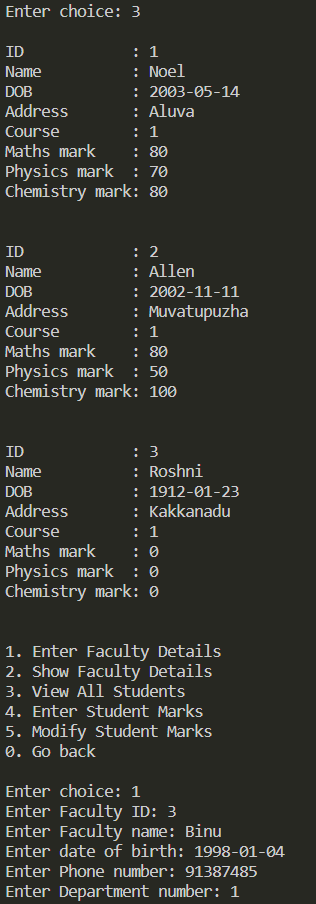 Enter choice: 3
ID : 1
Name : Noel
DOB : 2003-05-14
Address : Aluva
Course : 1
Maths mark : 80
Physics mark : 70
Chemistry mark: 80
ID : 2
Name : Allen
DOB : 2002-11-11
Address : Muvatupuzha
Course : 1
Maths mark : 80
Physics mark : 50
Chemistry mark: 100
ID : 3
Name : Roshni
DOB : 1912-01-23
Address : Kakkanadu
Course : 1
Maths mark : 0
Physics mark : 0
Chemistry mark: 0
1. Enter Faculty Details
2. Show Faculty Details
3. View All Students
4. Enter Student Marks
5. Modify Student Marks
0. Go back
Enter choice: 1
Enter Faculty ID: 3
Enter Faculty name: Binu
Enter date of birth: 1998-01-04
Enter Phone number: 91387485
Enter Department number: 1